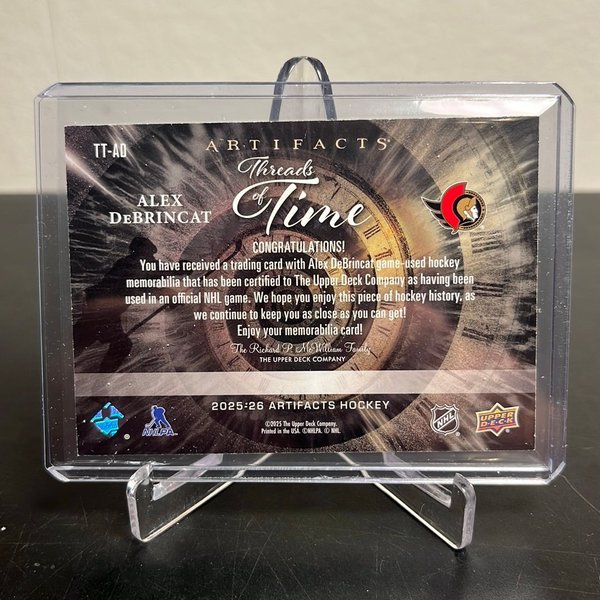 TT-AD
ARTIFACTS
Threads of Time
ALEX
DEBRINCAT
CONGRATULATIONS!
You have received a trading card with Alex DeBrincat game-used hockey
memorabilia that has been certified to The Upper Deck Company as having been
used in an official NHL game. We hope you enjoy this piece of hockey history, as
we continue to keep you as close as you can get!
Enjoy your memorabilia card!
The Richard P. McWilliam Family
THE UPPER DECK COMPANY
2025-26 ARTIFACTS HOCKEY
NHLPA
NHL
UPPER
DECK
©2025 The Upper Deck Company.
Printed in the USA. ©NHLPA. © NHL.